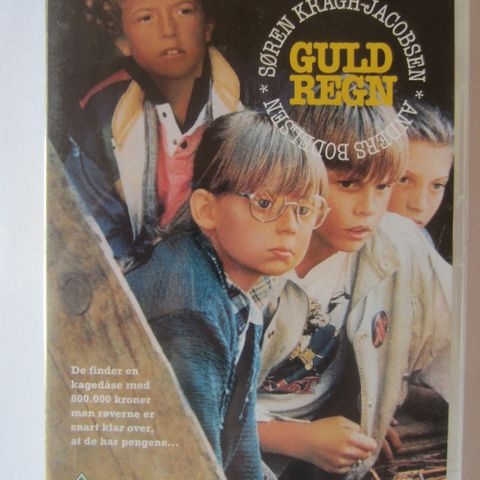 SØREN KRAGH-JACOBSEN * ANDERS BODELSEN *
GULD
REGN
De finder en
kagedåse med
800.000 kroner
men røverne er
snart klar over,
at de har pengene...